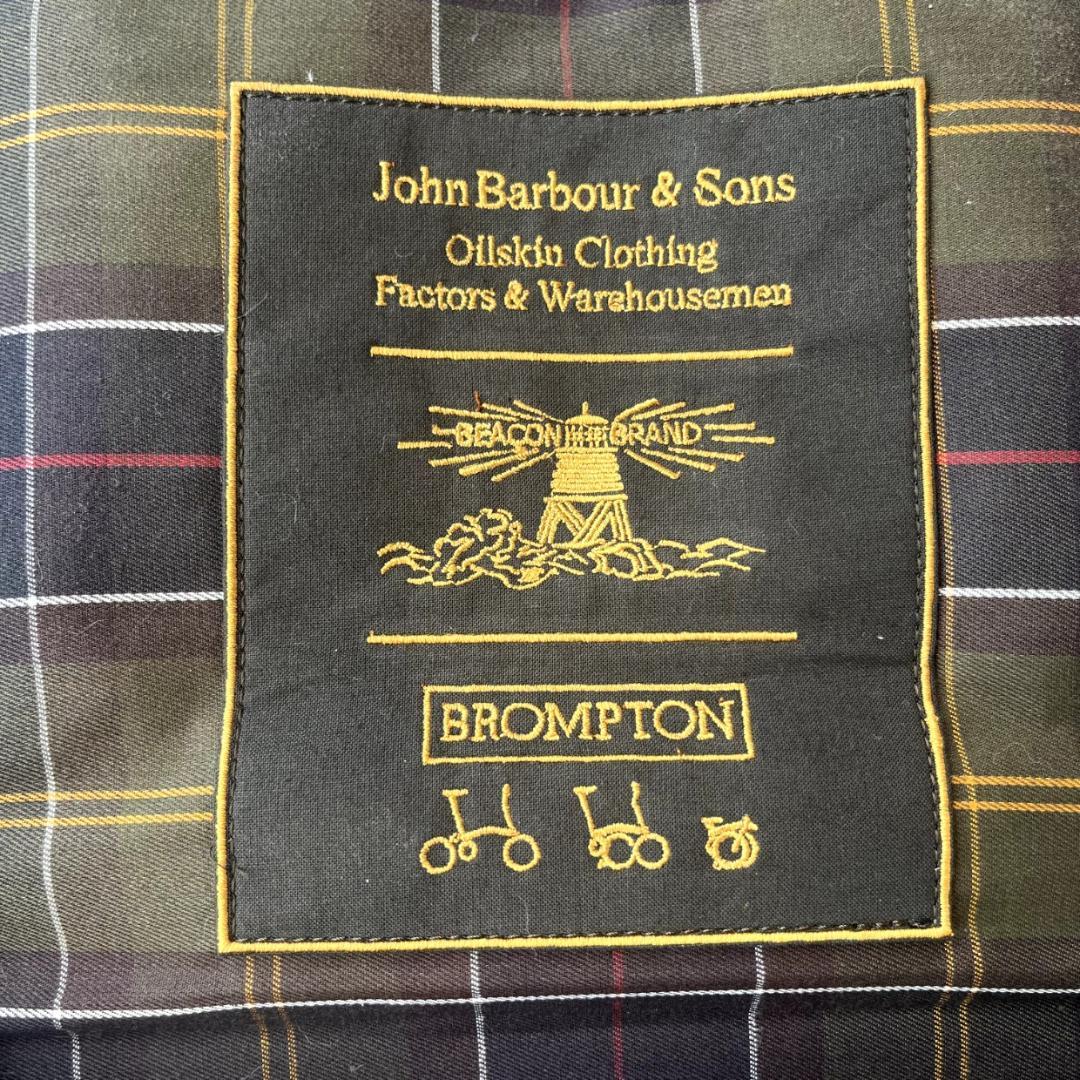 John Barbour & Sons
Oilskin Clothing
Factors & Warehousemen
BEACON BRAND
BROMPTON